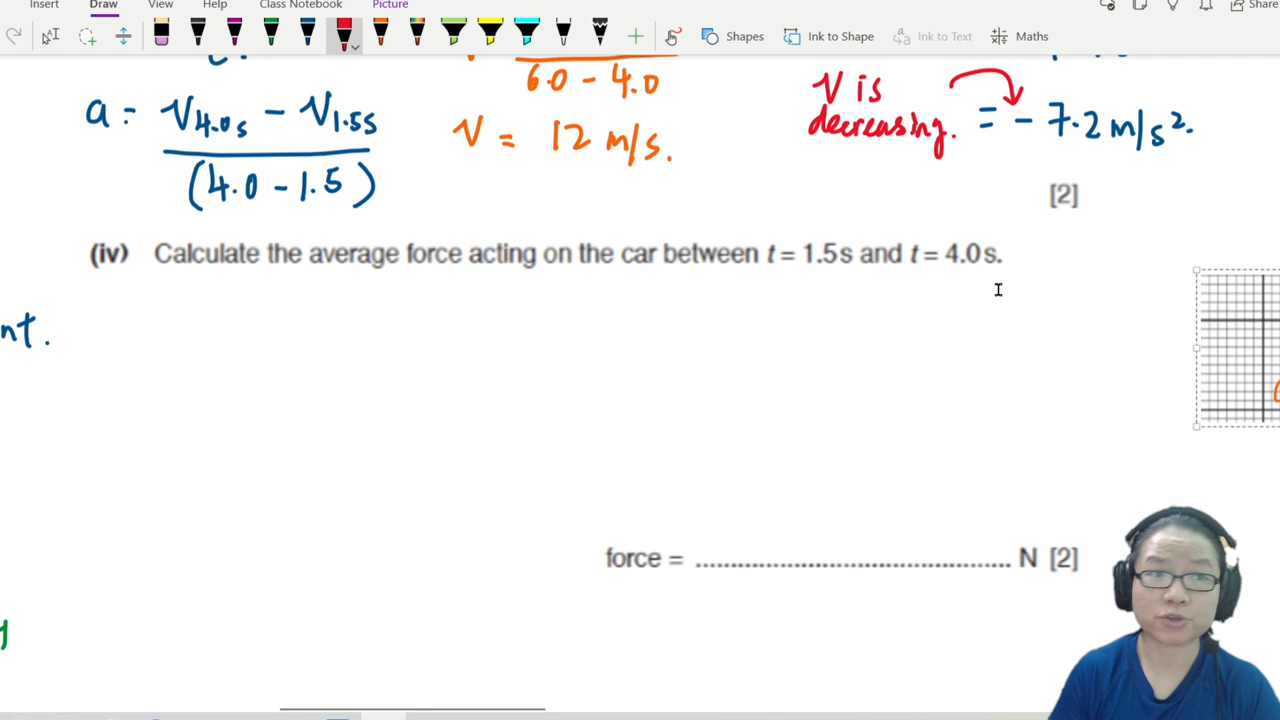 Insert Draw View Help Class Notebook Picture
Share
Shapes Ink to Shape Ink to Text Maths
6.0 - 4.0
a = V4.0s - V1.5s
(4.0 - 1.5)
V = 12 m/s.
V is
decreasing.
= - 7.2 m/s².
[2]
(iv) Calculate the average force acting on the car between t = 1.5 s and t = 4.0 s.
nt.
force = .......................................... N [2]